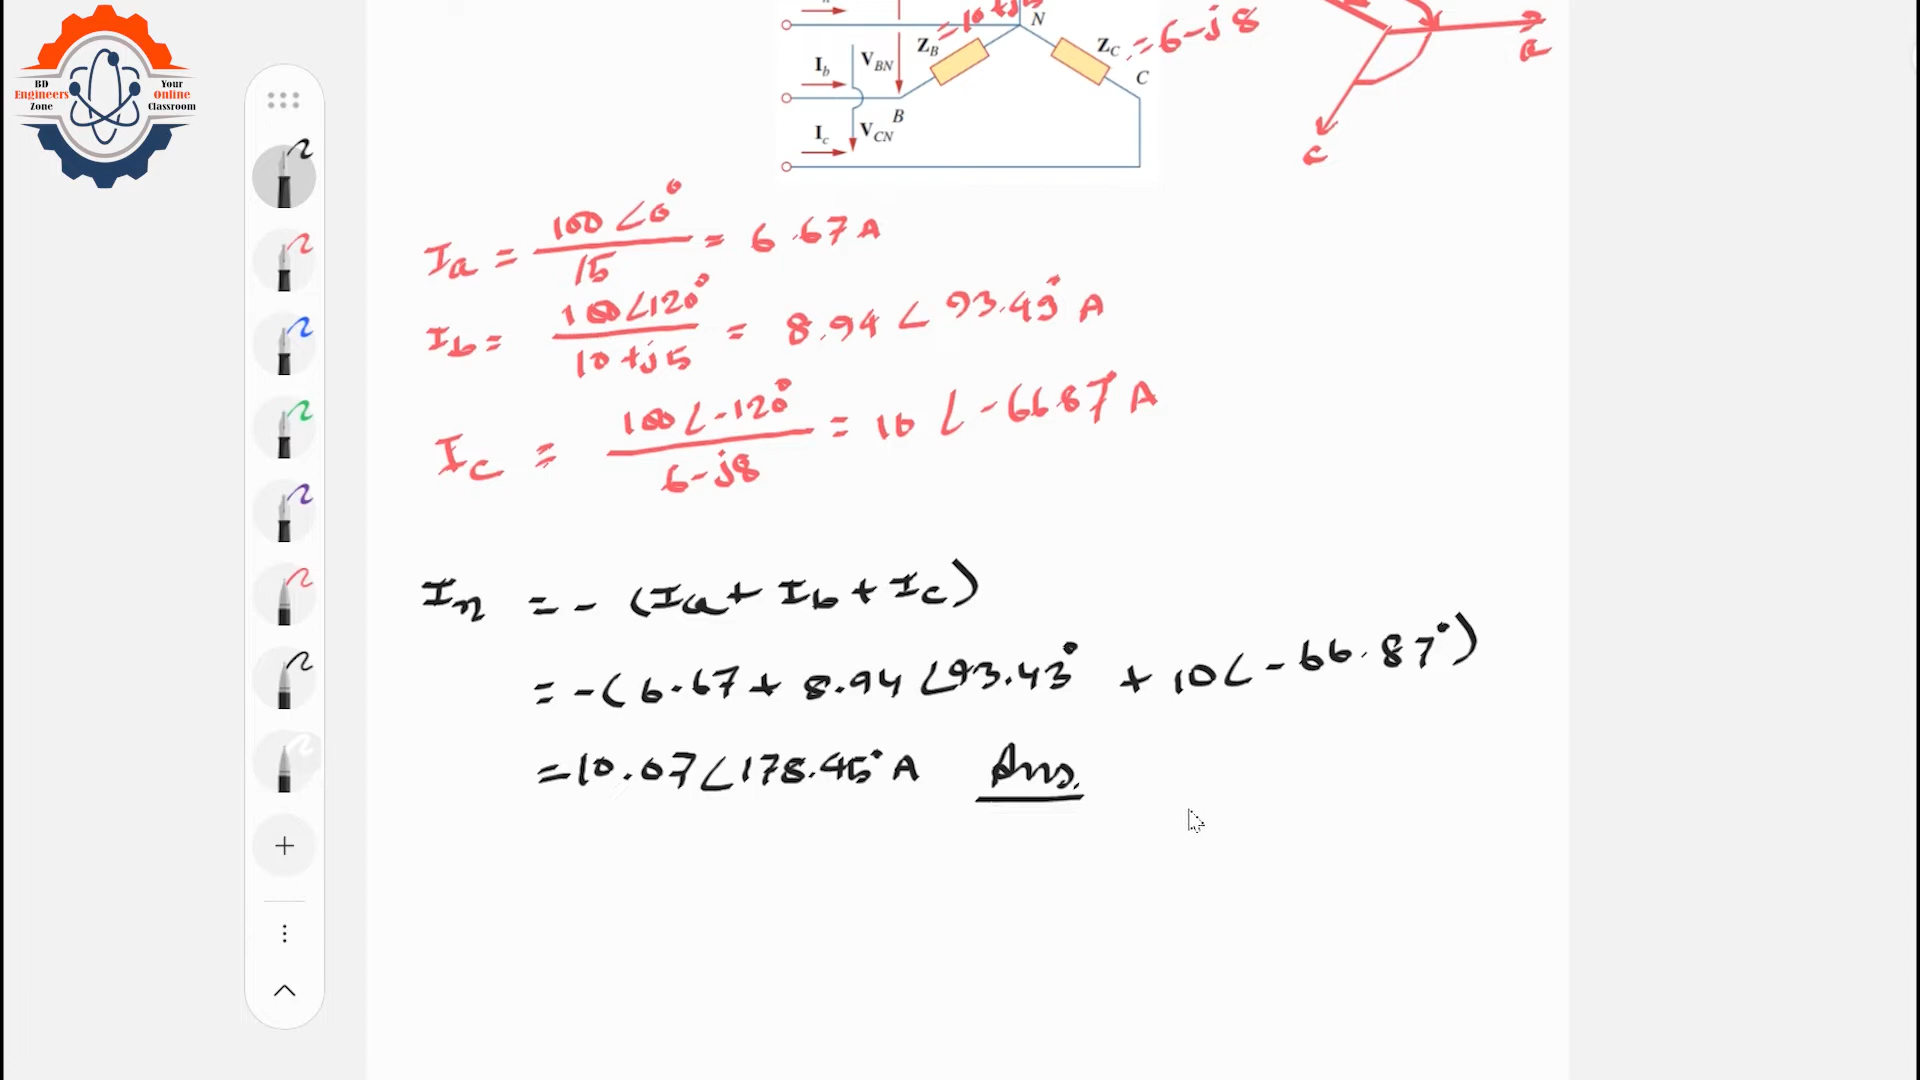 BD
Engineers
Zone
Your
Online
Classroom
= 10 + j5
N
Z_B
Z_C
= 6 - j8
a
I_b
V_BN
C
B
I_c
V_CN
c
I_a = 100∠0° / 15 = 6.67 A
I_b = 100∠120° / 10 + j5 = 8.94 ∠ 93.43° A
I_c = 100∠-120° / 6 - j8 = 10 ∠ -66.87° A
I_n = - (I_a + I_b + I_c)
= - (6.67 + 8.94 ∠93.43° + 10∠-66.87°)
= 10.07∠178.45° A Ans.